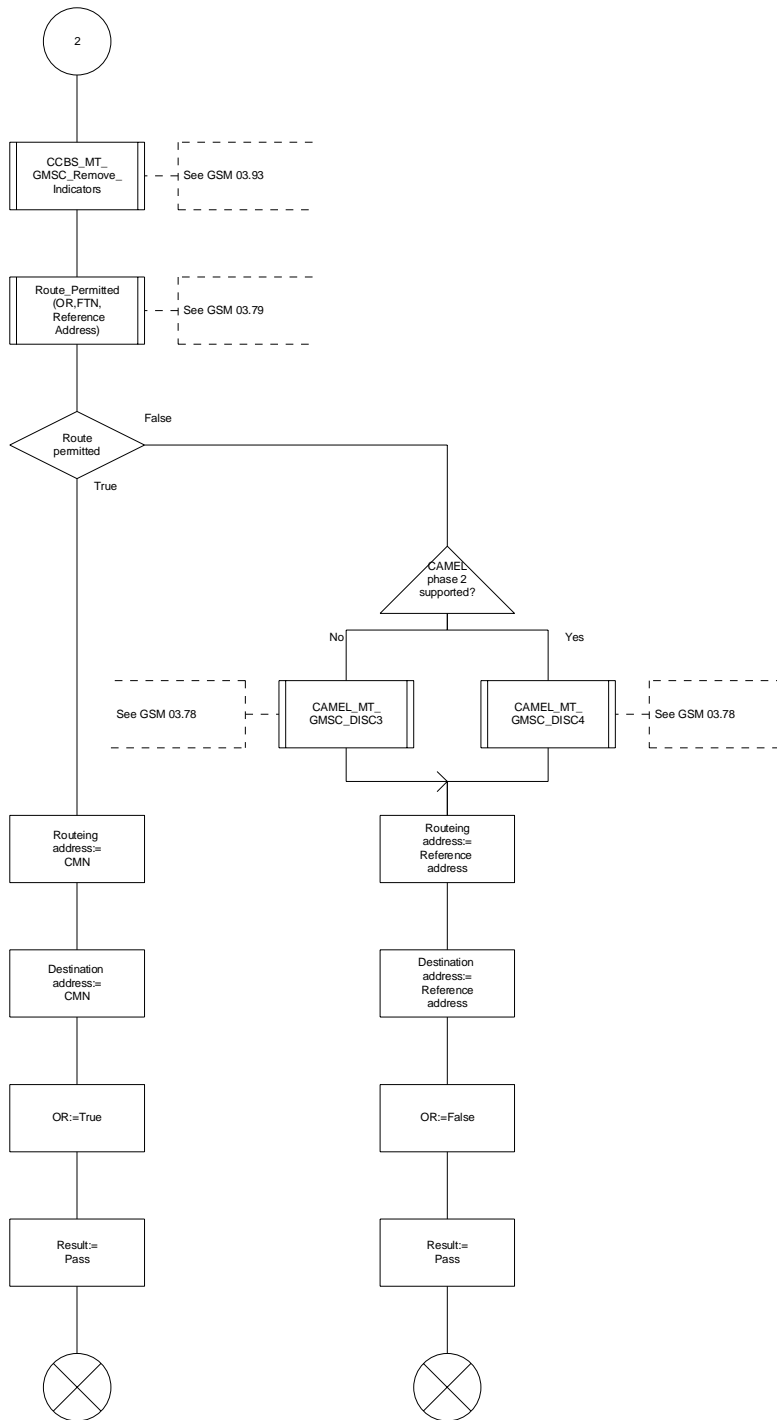 2
CCBS_MT_
GMSC_Remove_
Indicators
See GSM 03.93
Route_Permitted
(OR,FTN,
Reference
Address)
See GSM 03.79
False
Route
permitted
True
CAMEL
phase 2
supported?
No
Yes
See GSM 03.78
CAMEL_MT_
GMSC_DISC3
CAMEL_MT_
GMSC_DISC4
See GSM 03.78
Routeing
address:=
CMN
Routeing
address:=
Reference
address
Destination
address:=
CMN
Destination
address:=
Reference
address
OR:=True
OR:=False
Result:=
Pass
Result:=
Pass